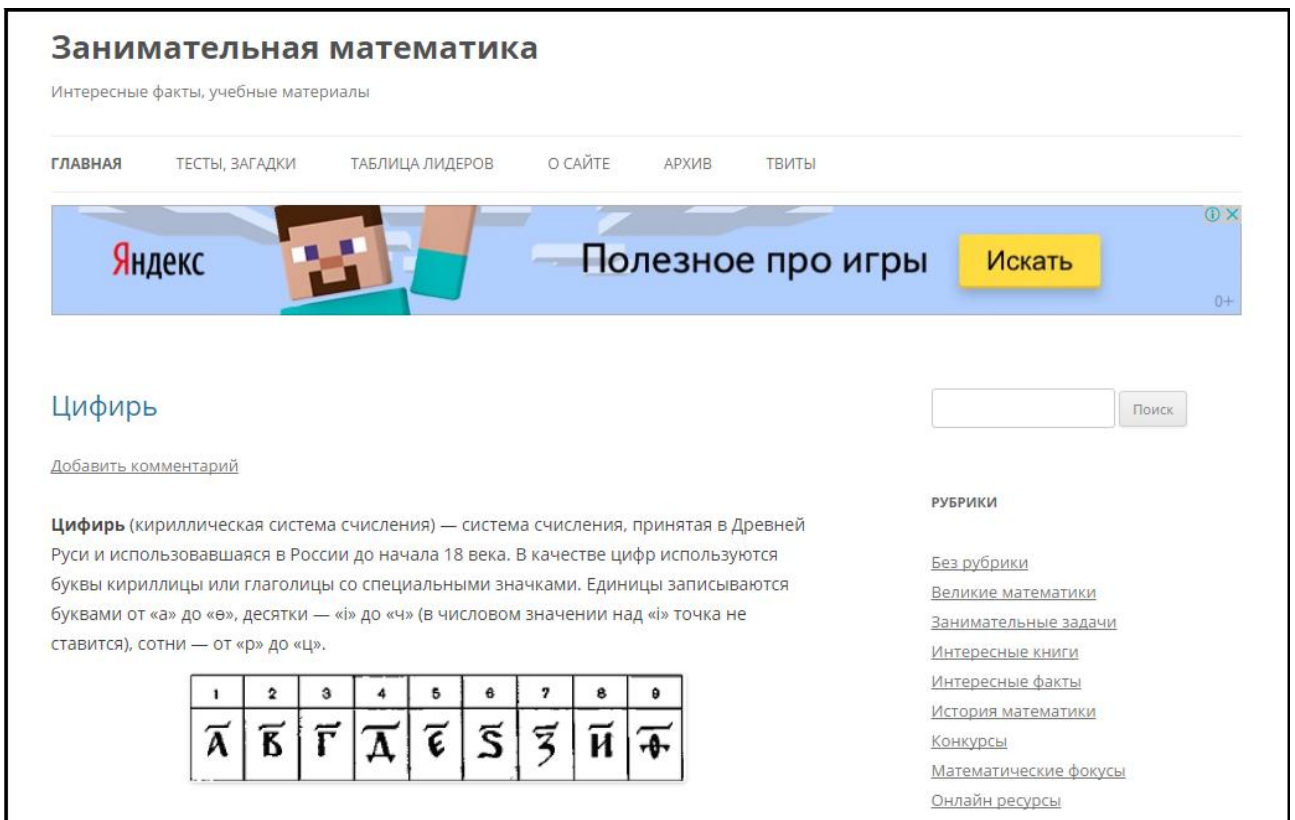 Занимательная математика
Интересные факты, учебные материалы
ГЛАВНАЯ ТЕСТЫ, ЗАГАДКИ ТАБЛИЦА ЛИДЕРОВ О САЙТЕ АРХИВ ТВИТЫ
Яндекс Полезное про игры Искать
0+
Цифирь
Добавить комментарий
Цифирь (кириллическая система счисления) — система счисления, принятая в Древней
Руси и использовавшаяся в России до начала 18 века. В качестве цифр используются
буквы кириллицы или глаголицы со специальными значками. Единицы записываются
буквами от «а» до «ѳ», десятки — «і» до «ч» (в числовом значении над «і» точка не
ставится), сотни — от «р» до «ц».
1 2 3 4 5 6 7 8 9
А҃ В҃ Г҃ Д҃ Є҃ Ѕ҃ З҃ И҃ Ѳ҃
Поиск
РУБРИКИ
Без рубрики
Великие математики
Занимательные задачи
Интересные книги
Интересные факты
История математики
Конкурсы
Математические фокусы
Онлайн ресурсы